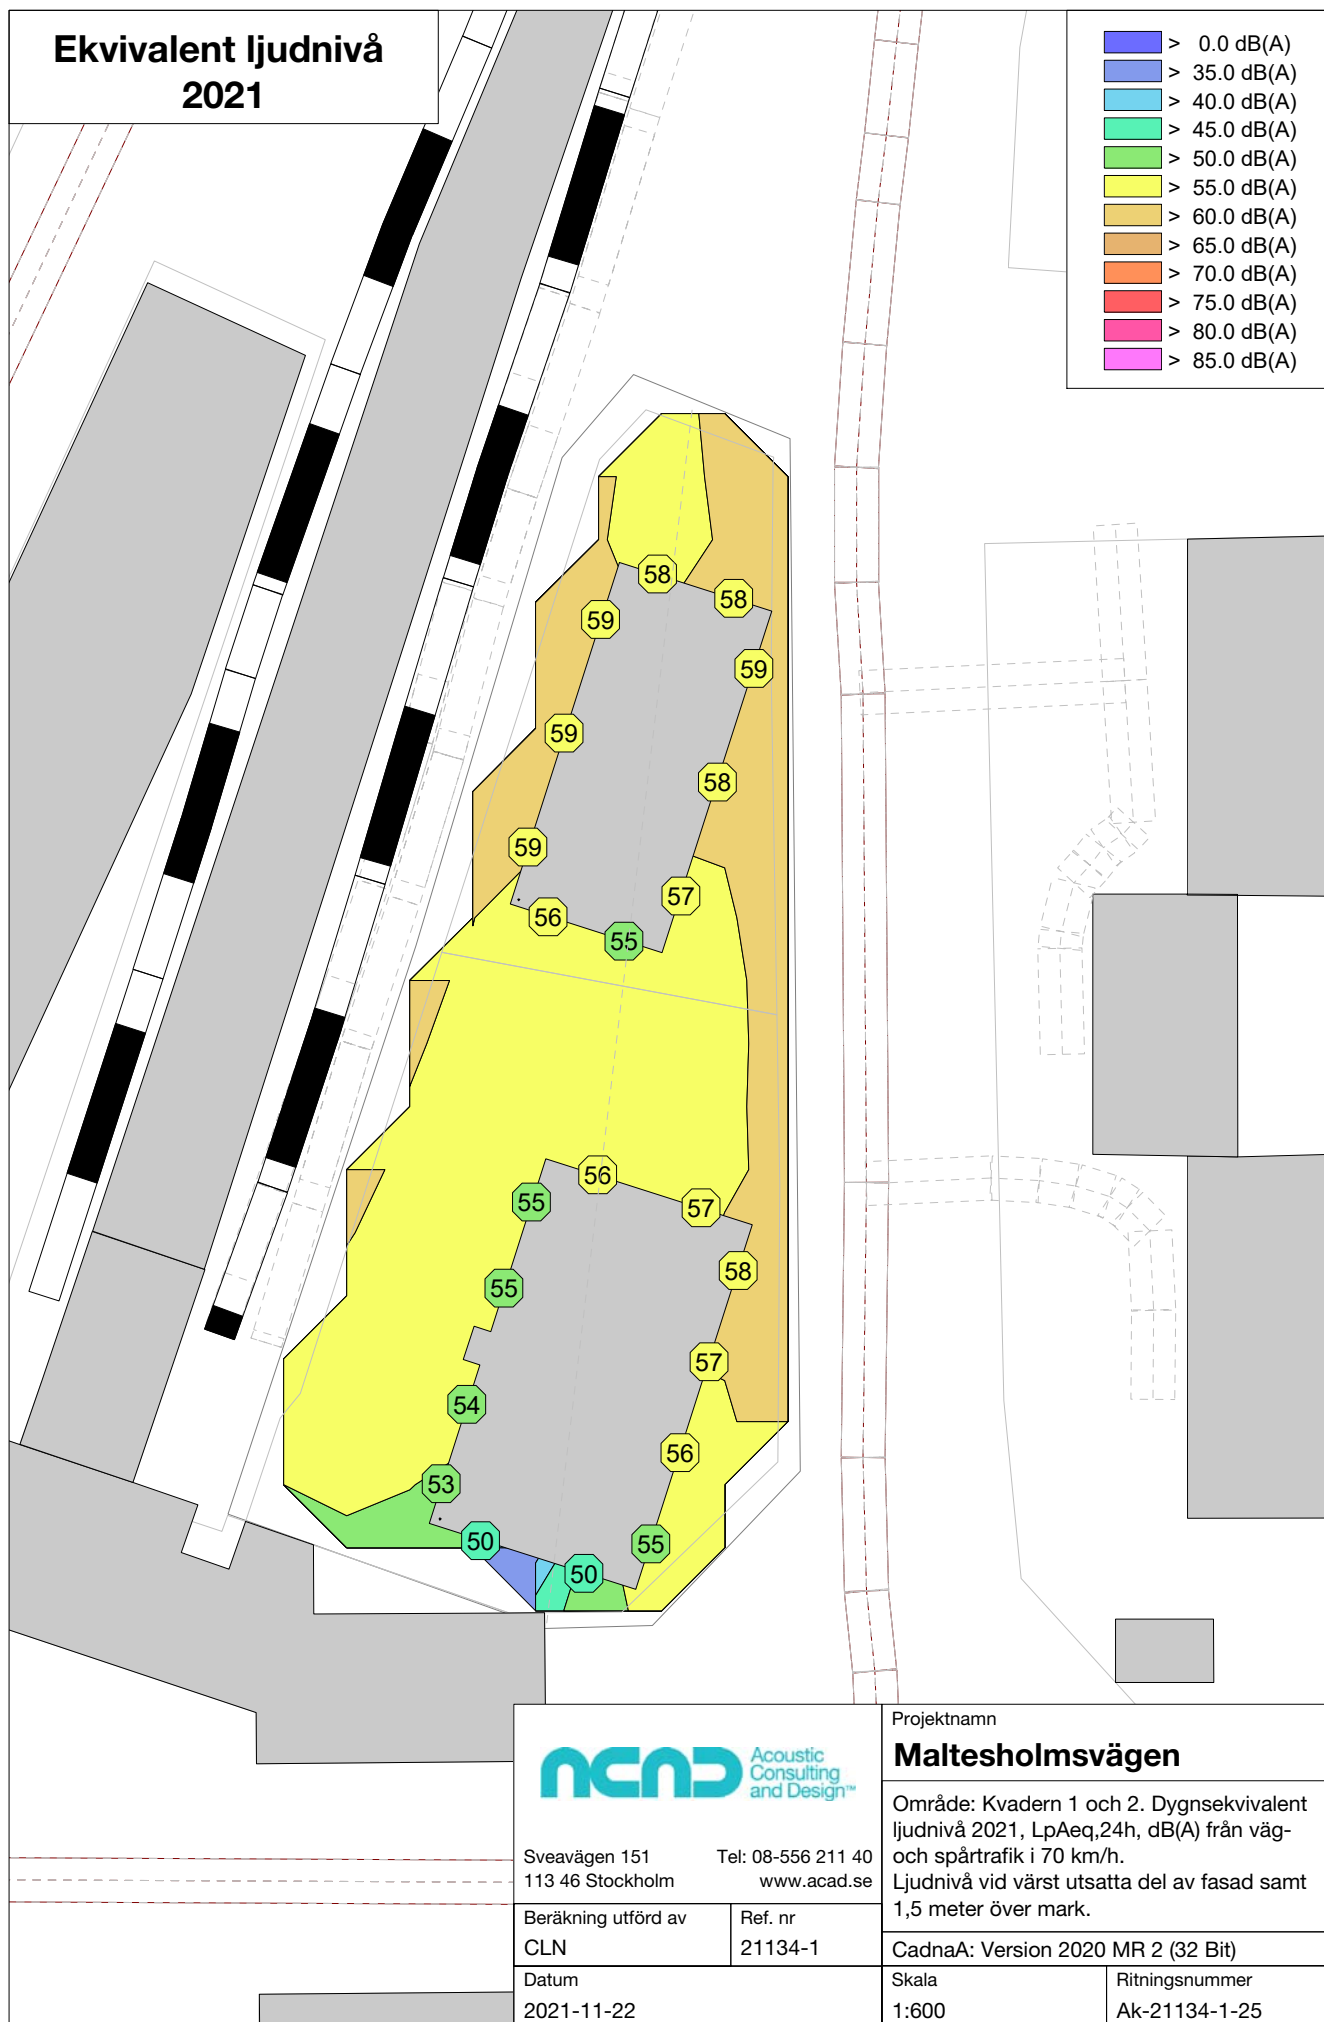 Ekvivalent ljudnivå
2021
> 0.0 dB(A)
> 35.0 dB(A)
> 40.0 dB(A)
> 45.0 dB(A)
> 50.0 dB(A)
> 55.0 dB(A)
> 60.0 dB(A)
> 65.0 dB(A)
> 70.0 dB(A)
> 75.0 dB(A)
> 80.0 dB(A)
> 85.0 dB(A)
58
58
59
59
59
58
59
57
56
55
56
55
57
58
55
57
54
56
53
50
55
50
acad
Acoustic
Consulting
and Design™
Sveavägen 151
Tel: 08-556 211 40
113 46 Stockholm
www.acad.se
Beräkning utförd av
CLN
Ref. nr
21134-1
Datum
2021-11-22
Projektnamn
Maltesholmsvägen
Område: Kvadern 1 och 2. Dygnsekvivalent
ljudnivå 2021, LpAeq,24h, dB(A) från väg-
och spårtrafik i 70 km/h.
Ljudnivå vid värst utsatta del av fasad samt
1,5 meter över mark.
CadnaA: Version 2020 MR 2 (32 Bit)
Skala
1:600
Ritningsnummer
Ak-21134-1-25